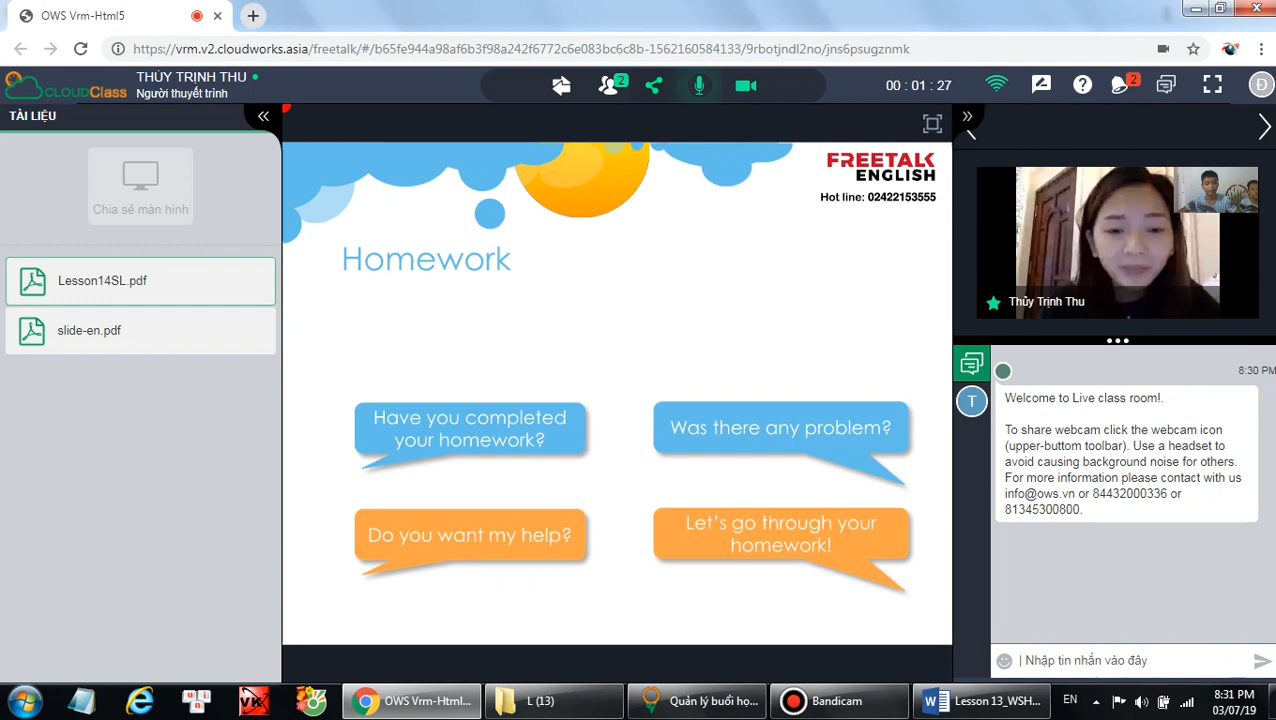 OWS Vrm-Html5
https://vrm.v2.cloudworks.asia/freetalk/#/b65fe944a98af6b3f98a242f6772c6e083bc6c8b-1562160584133/9rbotjndl2no/jns6psugznmk
CLOUDClass
THỦY TRỊNH THU
Người thuyết trình
2
00 : 01 : 27
2
Đ
TÀI LIỆU
Chia sẻ màn hình
Lesson14SL.pdf
slide-en.pdf
FREETALK
ENGLISH
Hot line: 02422153555
Homework
Have you completed
your homework?
Was there any problem?
Do you want my help?
Let's go through your
homework!
Thủy Trịnh Thu
8:30 PM
T
Welcome to Live class room!.
To share webcam click the webcam icon
(upper-buttom toolbar). Use a headset to
avoid causing background noise for others.
For more information please contact with us
info@ows.vn or 84432000336 or
81345300800.
Nhập tin nhắn vào đây
OWS Vrm-Html...
L (13)
Quản lý buổi họ...
Bandicam
Lesson 13_WSH...
EN
8:31 PM
03/07/19